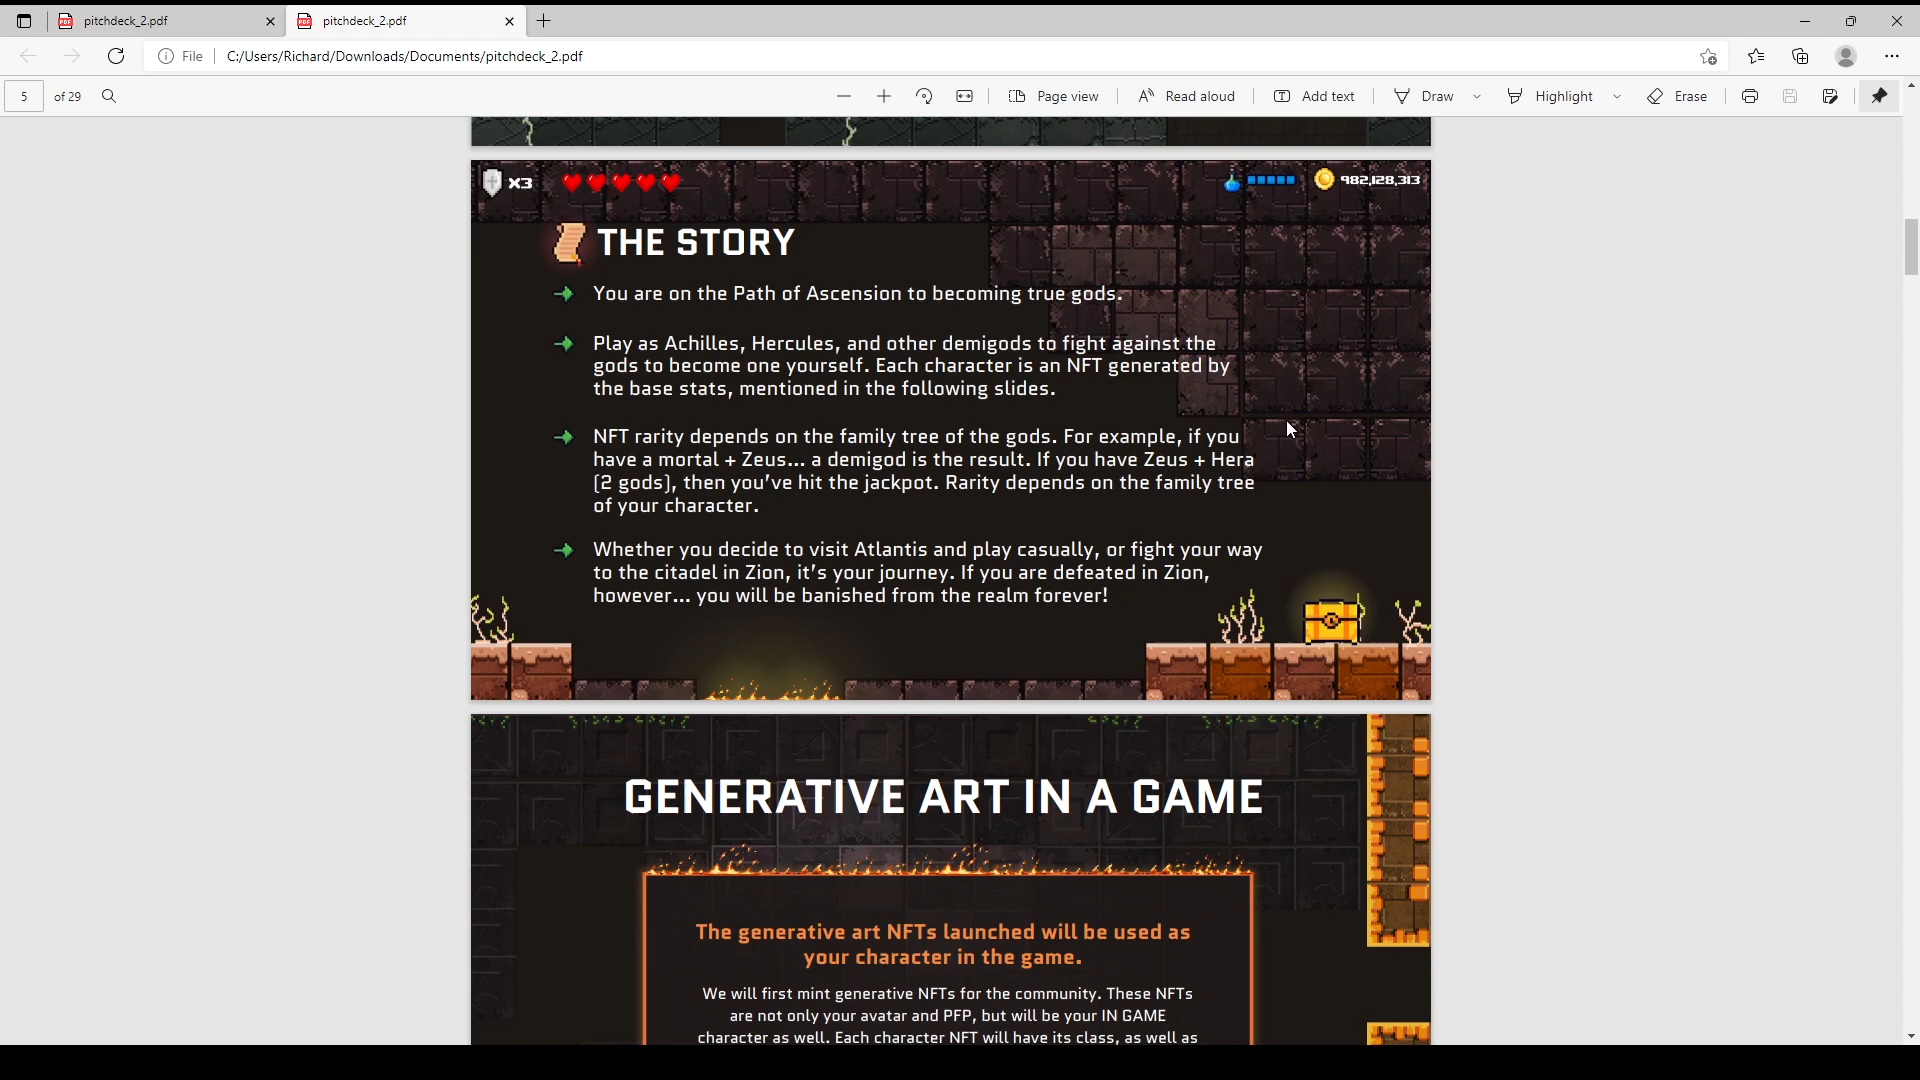 pitchdeck_2.pdf
pitchdeck_2.pdf
File
C:/Users/Richard/Downloads/Documents/pitchdeck_2.pdf
5 of 29
Page view
Read aloud
Add text
Draw
Highlight
Erase
X3
982,128,313
THE STORY
You are on the Path of Ascension to becoming true gods.
Play as Achilles, Hercules, and other demigods to fight against the
gods to become one yourself. Each character is an NFT generated by
the base stats, mentioned in the following slides.
NFT rarity depends on the family tree of the gods. For example, if you
have a mortal + Zeus... a demigod is the result. If you have Zeus + Hera
[2 gods], then you've hit the jackpot. Rarity depends on the family tree
of your character.
Whether you decide to visit Atlantis and play casually, or fight your way
to the citadel in Zion, it's your journey. If you are defeated in Zion,
however... you will be banished from the realm forever!
GENERATIVE ART IN A GAME
The generative art NFTs launched will be used as
your character in the game.
We will first mint generative NFTs for the community. These NFTs
are not only your avatar and PFP, but will be your IN GAME
character as well. Each character NFT will have its class, as well as